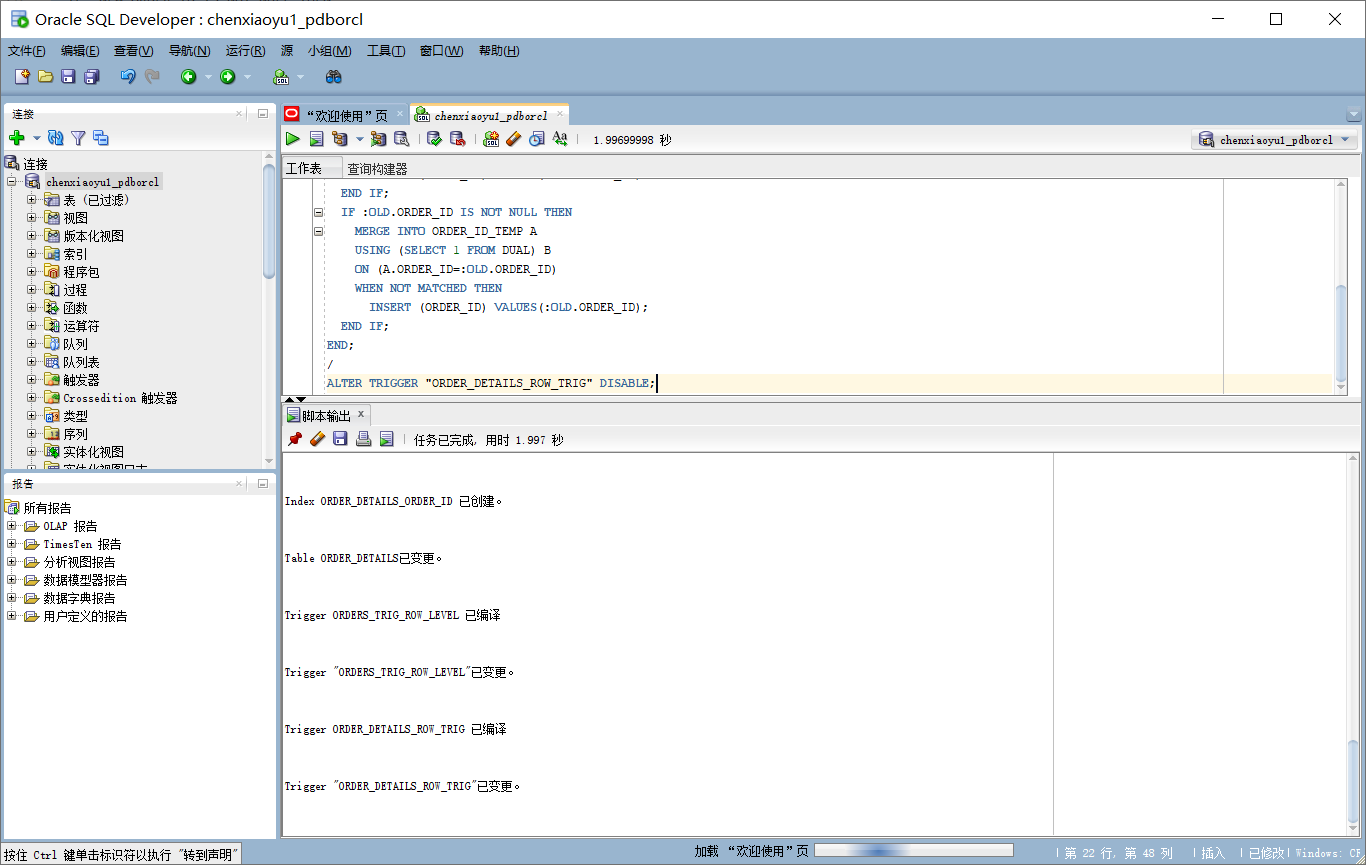 Oracle SQL Developer : chenxiaoyu1_pdborcl
文件(F) 编辑(E) 查看(V) 导航(N) 运行(R) 源 小组(M) 工具(T) 窗口(W) 帮助(H)
连接
连接
chenxiaoyu1_pdborcl
表 (已过滤)
视图
版本化视图
索引
程序包
过程
函数
运算符
队列
队列表
触发器
Crossedition 触发器
类型
序列
实体化视图
实体化视图日志
报告
所有报告
OLAP 报告
TimesTen 报告
分析视图报告
数据模型器报告
数据字典报告
用户定义的报告
“欢迎使用”页
chenxiaoyu1_pdborcl
1.99699998 秒
chenxiaoyu1_pdborcl
工作表 查询构建器
END IF;
IF :OLD.ORDER_ID IS NOT NULL THEN
MERGE INTO ORDER_ID_TEMP A
USING (SELECT 1 FROM DUAL) B
ON (A.ORDER_ID=:OLD.ORDER_ID)
WHEN NOT MATCHED THEN
INSERT (ORDER_ID) VALUES(:OLD.ORDER_ID);
END IF;
END;
/
ALTER TRIGGER "ORDER_DETAILS_ROW_TRIG" DISABLE;
脚本输出
任务已完成, 用时 1.997 秒
Index ORDER_DETAILS_ORDER_ID 已创建。
Table ORDER_DETAILS已变更。
Trigger ORDERS_TRIG_ROW_LEVEL 已编译
Trigger "ORDERS_TRIG_ROW_LEVEL"已变更。
Trigger ORDER_DETAILS_ROW_TRIG 已编译
Trigger "ORDER_DETAILS_ROW_TRIG"已变更。
按住 Ctrl 键单击标识符以执行 "转到声明"
加载 “欢迎使用”页
第 22 行, 第 48 列 | 插入 | 已修改| Windows: CR